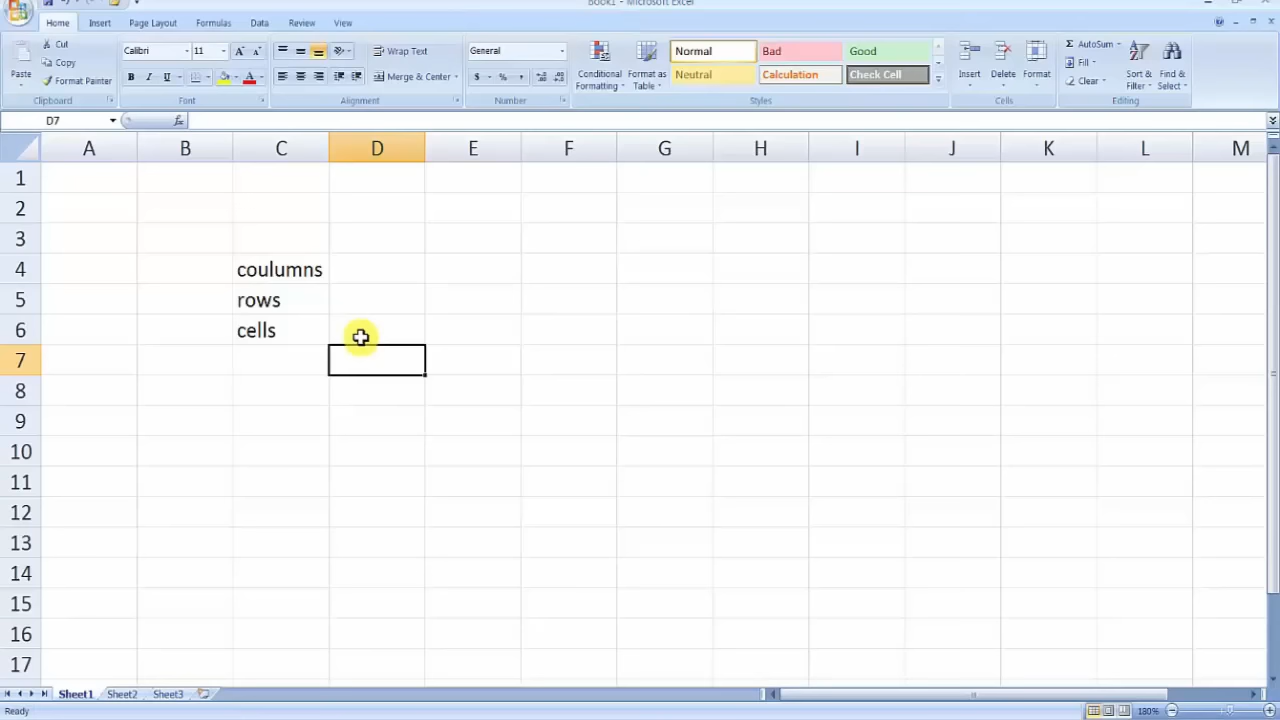 Book1 - Microsoft Excel
Home Insert Page Layout Formulas Data Review View
Paste
Cut
Copy
Format Painter
Clipboard
Calibri 11
B I U
Font
Wrap Text
Merge & Center
Alignment
General
$ % ,
Number
Conditional Formatting
Format as Table
Normal Bad Good
Neutral Calculation Check Cell
Styles
Insert Delete Format
Cells
Σ AutoSum
Fill
Clear
Sort & Filter
Find & Select
Editing
D7 fx
A B C D E F G H I J K L M
1
2
3
4 coulumns
5 rows
6 cells
7
8
9
10
11
12
13
14
15
16
17
Sheet1 Sheet2 Sheet3
Ready 180%